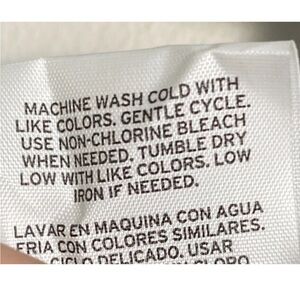 MACHINE WASH COLD WITH
LIKE COLORS. GENTLE CYCLE.
USE NON-CHLORINE BLEACH
WHEN NEEDED. TUMBLE DRY
LOW WITH LIKE COLORS. LOW
IRON IF NEEDED.
LAVAR EN MAQUINA CON AGUA
FRIA CON COLORES SIMILARES.
CICLO DELICADO. USAR
CLORO